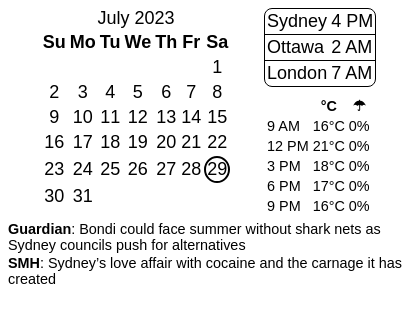 July 2023
Su Mo Tu We Th Fr Sa
1
2 3 4 5 6 7 8
9 10 11 12 13 14 15
16 17 18 19 20 21 22
23 24 25 26 27 28 29
30 31
Sydney 4 PM
Ottawa 2 AM
London 7 AM
°C ☂
9 AM 16°C 0%
12 PM 21°C 0%
3 PM 18°C 0%
6 PM 17°C 0%
9 PM 16°C 0%
Guardian: Bondi could face summer without shark nets as
Sydney councils push for alternatives
SMH: Sydney's love affair with cocaine and the carnage it has
created